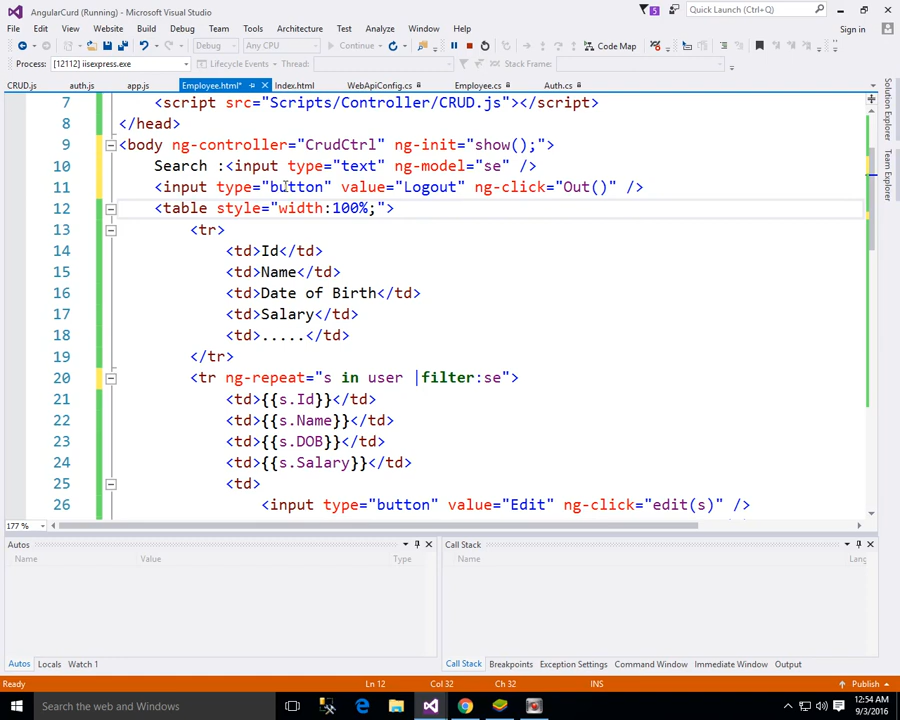 AngularCurd (Running) - Microsoft Visual Studio
5
Quick Launch (Ctrl+Q)
File Edit View Website Build Debug Team Tools Architecture Test Analyze Window Help
Sign in
Debug Any CPU Continue Code Map
Process: [12112] iisexpress.exe Lifecycle Events Thread: Stack Frame:
CRUD.js auth.js app.js Employee.html* Index.html WebApiConfig.cs Employee.cs Auth.cs
Solution Explorer
Team Explorer
7 <script src="Scripts/Controller/CRUD.js"></script>
8 </head>
9 <body ng-controller="CrudCtrl" ng-init="show();">
10 Search :<input type="text" ng-model="se" />
11 <input type="button" value="Logout" ng-click="Out()" />
12 <table style="width:100%;">
13 <tr>
14 <td>Id</td>
15 <td>Name</td>
16 <td>Date of Birth</td>
17 <td>Salary</td>
18 <td>.....</td>
19 </tr>
20 <tr ng-repeat="s in user |filter:se">
21 <td>{{s.Id}}</td>
22 <td>{{s.Name}}</td>
23 <td>{{s.DOB}}</td>
24 <td>{{s.Salary}}</td>
25 <td>
26 <input type="button" value="Edit" ng-click="edit(s)" />
177 %
Autos Call Stack
Name Value Type Name Lang
Autos Locals Watch 1 Call Stack Breakpoints Exception Settings Command Window Immediate Window Output
Ready Ln 12 Col 32 Ch 32 INS Publish
Search the web and Windows
12:54 AM
9/3/2016